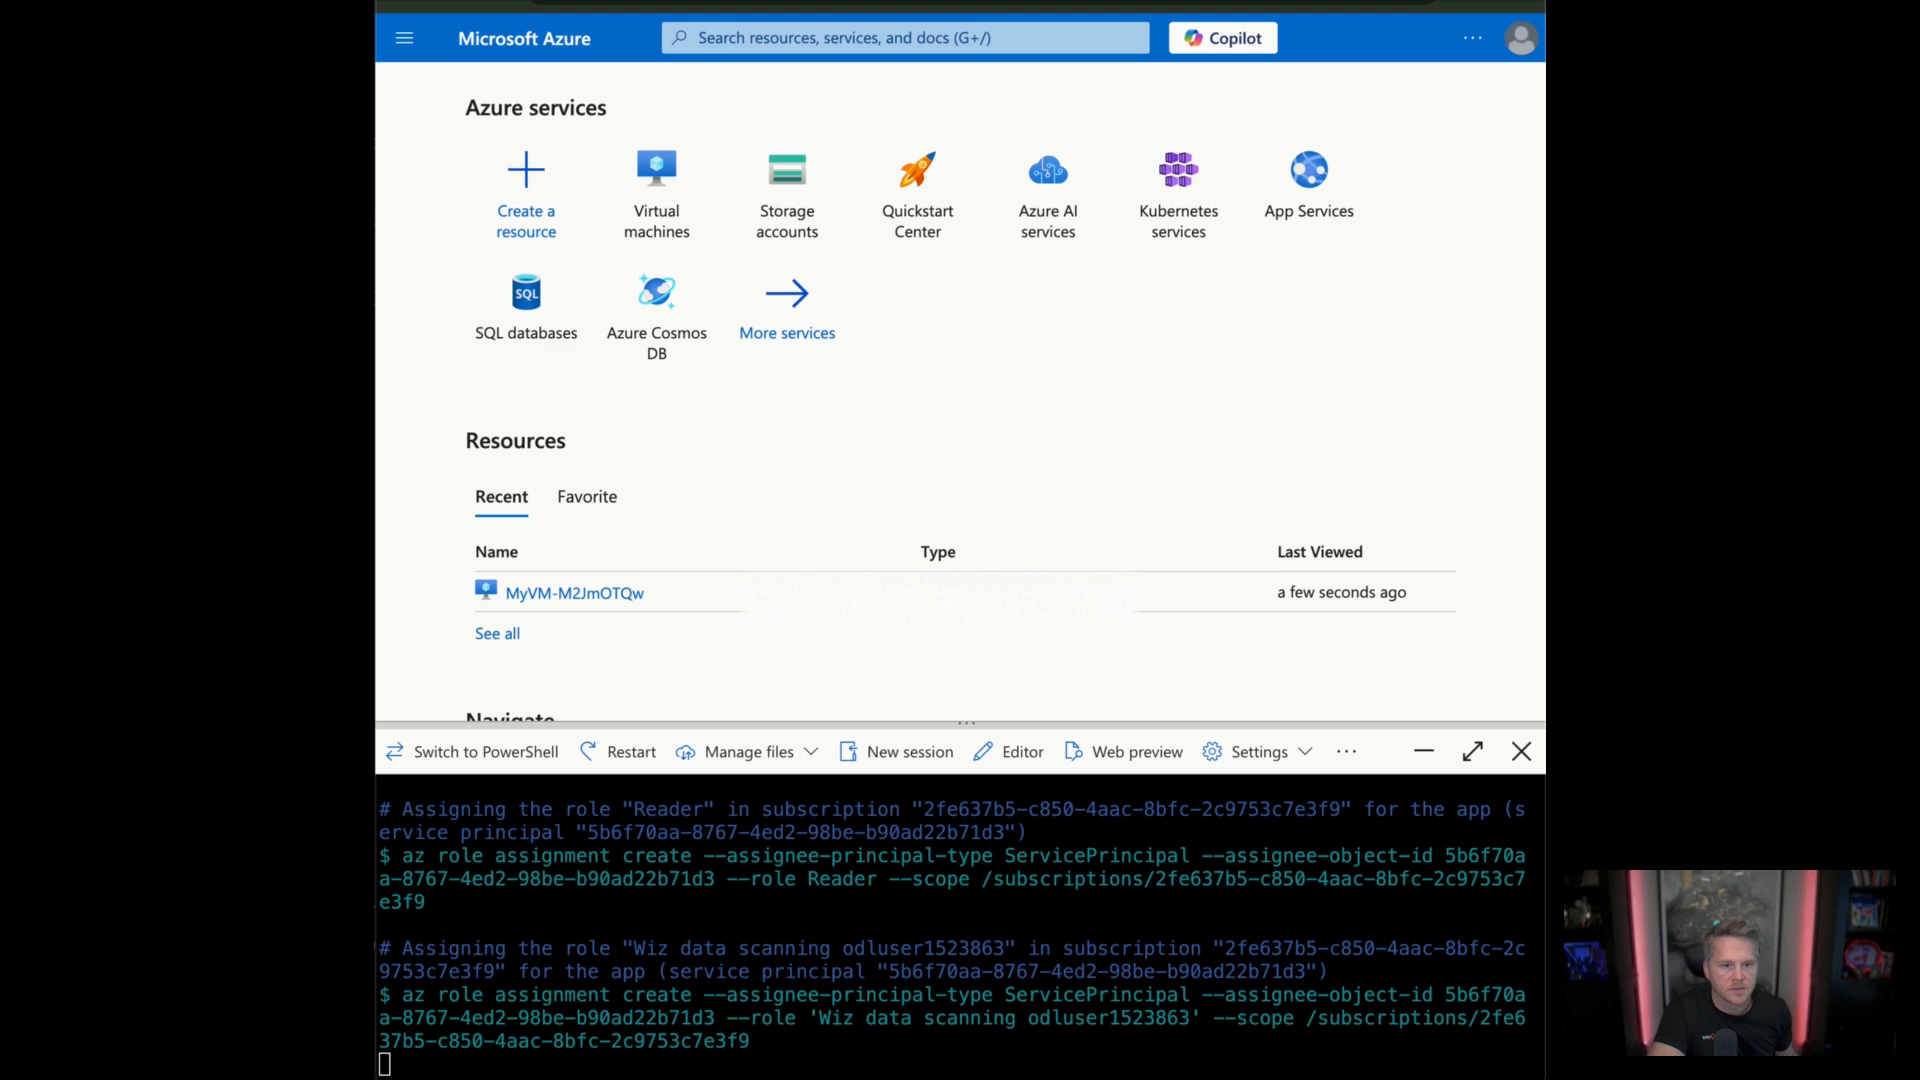 Microsoft Azure
Search resources, services, and docs (G+/)
Copilot
Azure services
Create a resource
Virtual machines
Storage accounts
Quickstart Center
Azure AI services
Kubernetes services
App Services
SQL
SQL databases
Azure Cosmos DB
More services
Resources
Recent Favorite
Name Type Last Viewed
MyVM-M2JmOTQw a few seconds ago
See all
Navigate
Switch to PowerShell Restart Manage files New session Editor Web preview Settings
# Assigning the role "Reader" in subscription "2fe637b5-c850-4aac-8bfc-2c9753c7e3f9" for the app (s
ervice principal "5b6f70aa-8767-4ed2-98be-b90ad22b71d3")
$ az role assignment create --assignee-principal-type ServicePrincipal --assignee-object-id 5b6f70a
a-8767-4ed2-98be-b90ad22b71d3 --role Reader --scope /subscriptions/2fe637b5-c850-4aac-8bfc-2c9753c7
e3f9
# Assigning the role "Wiz data scanning odluser1523863" in subscription "2fe637b5-c850-4aac-8bfc-2c
9753c7e3f9" for the app (service principal "5b6f70aa-8767-4ed2-98be-b90ad22b71d3")
$ az role assignment create --assignee-principal-type ServicePrincipal --assignee-object-id 5b6f70a
a-8767-4ed2-98be-b90ad22b71d3 --role 'Wiz data scanning odluser1523863' --scope /subscriptions/2fe6
37b5-c850-4aac-8bfc-2c9753c7e3f9